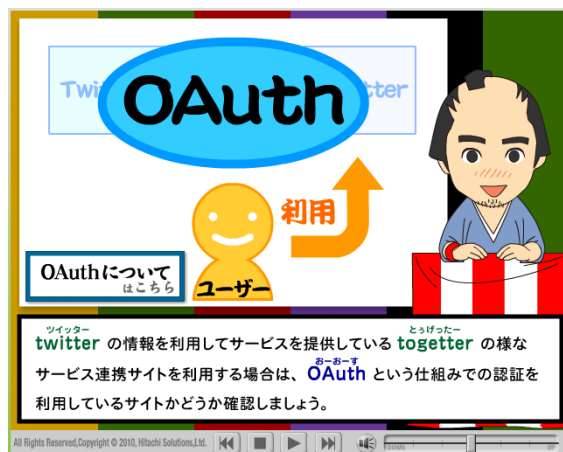 Twi
tter
OAuth
利用
ユーザー
OAuthについて
はこちら
ツイッター
とぅげったー
twitter の情報を利用してサービスを提供している togetter の様な
おーおーす
サービス連携サイトを利用する場合は、OAuth という仕組みでの認証を
利用しているサイトかどうか確認しましょう。
All Rights Reserved,Copyright © 2010, Hitachi Solutions,Ltd.
DOWN
UP